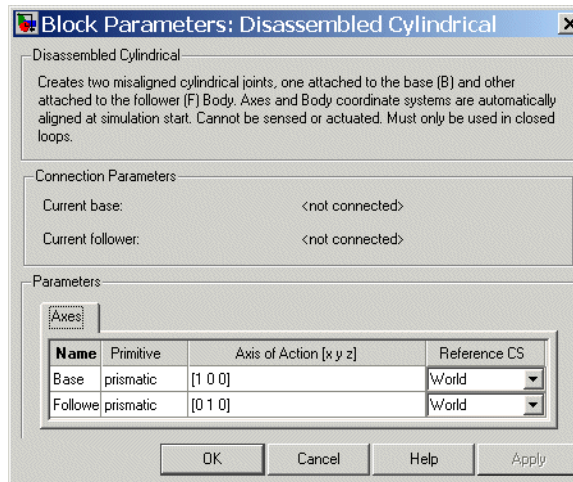 Block Parameters: Disassembled Cylindrical
Disassembled Cylindrical
Creates two misaligned cylindrical joints, one attached to the base (B) and other
attached to the follower (F) Body. Axes and Body coordinate systems are automatically
aligned at simulation start. Cannot be sensed or actuated. Must only be used in closed
loops.
Connection Parameters
Current base: <not connected>
Current follower: <not connected>
Parameters
Axes
Name Primitive Axis of Action [x y z] Reference CS
Base prismatic [1 0 0] World
Followe prismatic [0 1 0] World
OK Cancel Help Apply